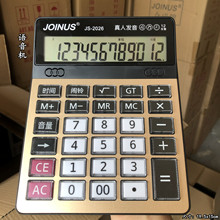 语音机
JOINUS® JS-2026 真人发音
123456789012
时间 闹铃 √ GT ÷
M+ M- MR MC ×
音量 7 8 9 -
4 5 6
CE 1 2 3 +
AC 0 . =